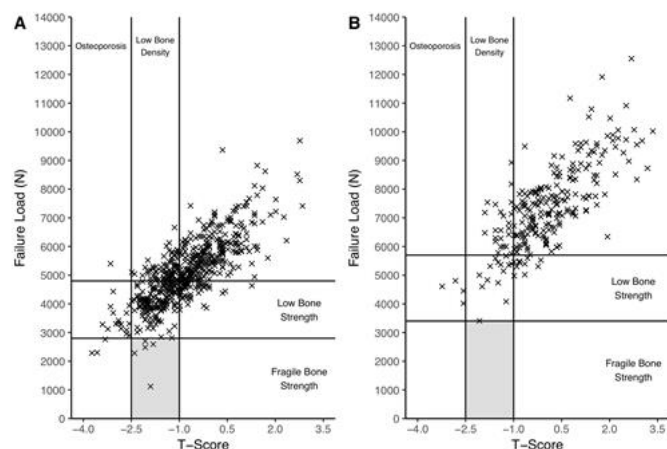 A
Osteoporosis
Low Bone
Density
14000
13000
12000
11000
10000
9000
8000
7000
6000
5000
4000
3000
2000
1000
0
Failure Load (N)
Low Bone
Strength
Fragile Bone
Strength
-4.0 -2.5 -1.0 0.5 2.0 3.5
T-Score
B
Osteoporosis
Low Bone
Density
14000
13000
12000
11000
10000
9000
8000
7000
6000
5000
4000
3000
2000
1000
0
Failure Load (N)
Low Bone
Strength
Fragile Bone
Strength
-4.0 -2.5 -1.0 0.5 2.0 3.5
T-Score